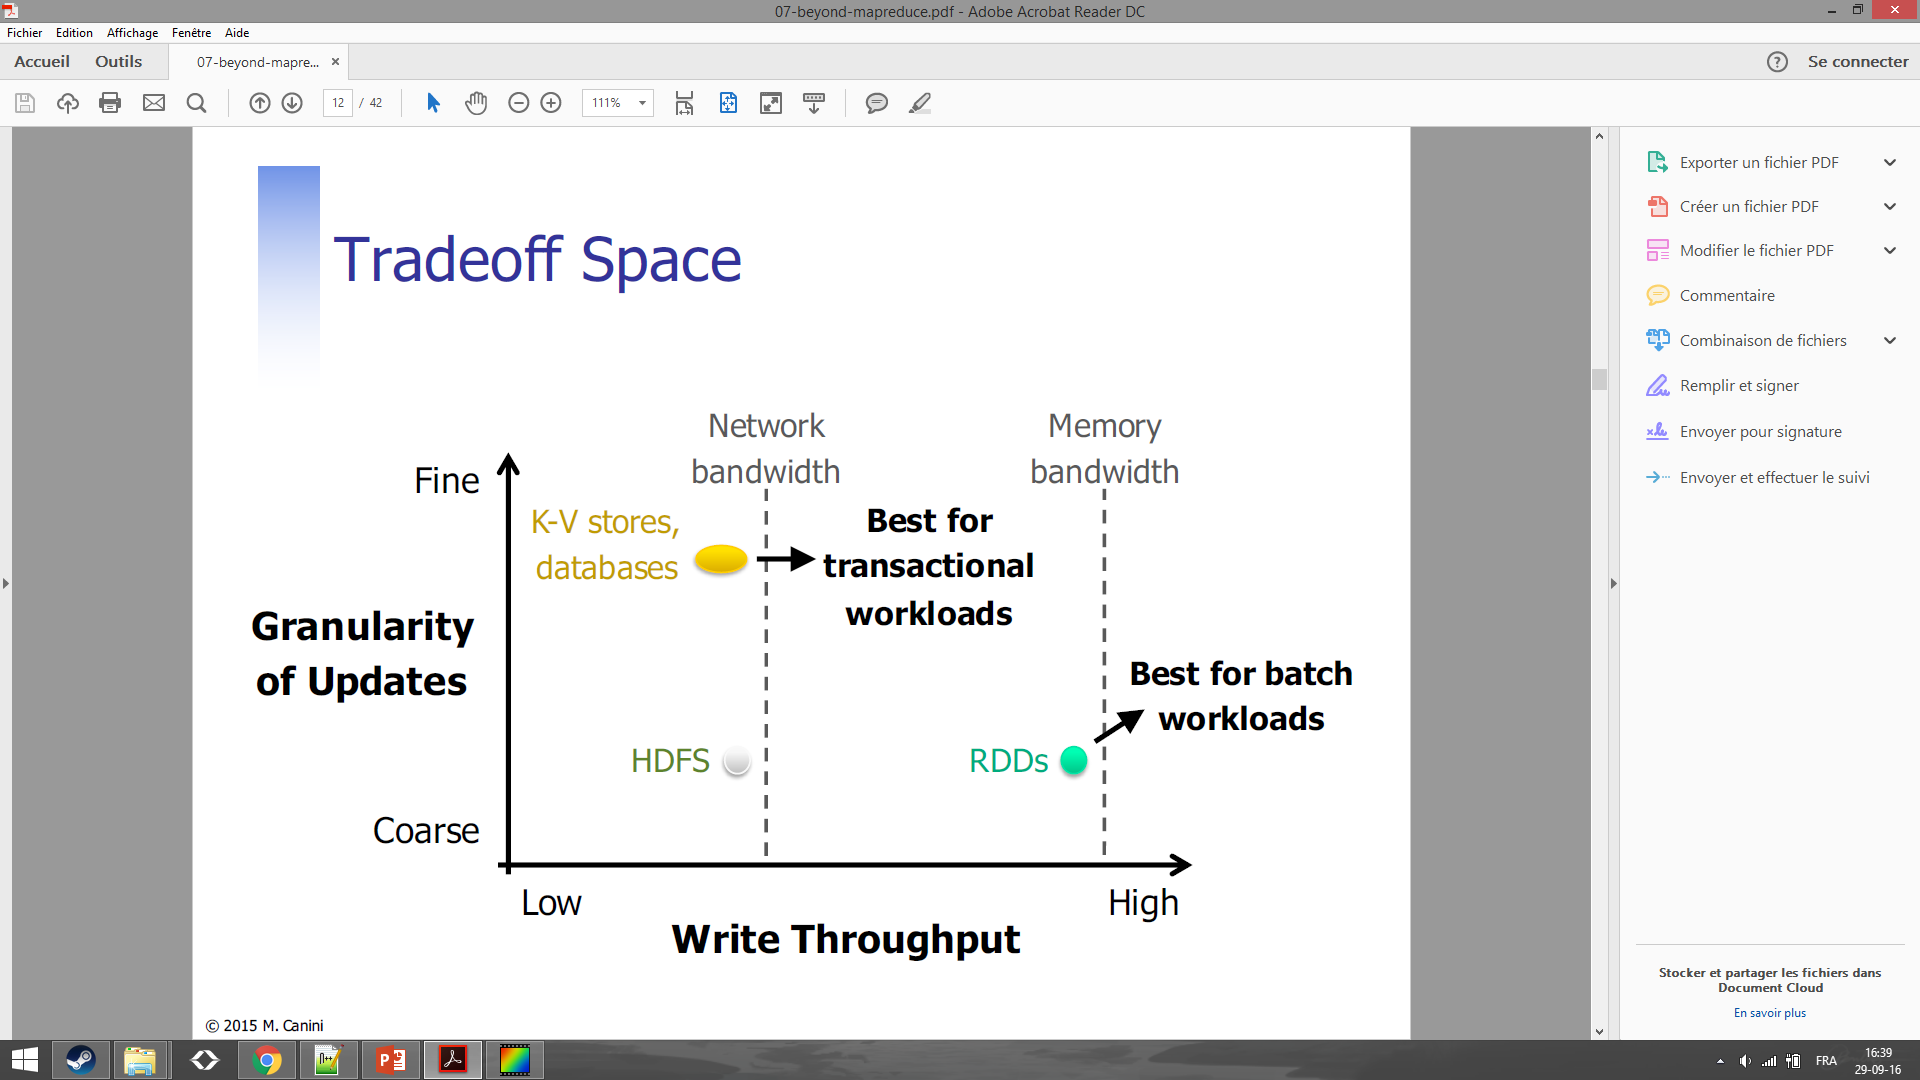 07-beyond-mapreduce.pdf - Adobe Acrobat Reader DC
Fichier Edition Affichage Fenêtre Aide
Accueil Outils 07-beyond-mapre... × ? Se connecter
12 / 42 111%
Tradeoff Space
Network
bandwidth
Memory
bandwidth
Fine
K-V stores,
databases
Best for
transactional
workloads
Granularity
of Updates
Best for batch
workloads
HDFS
RDDs
Coarse
Low
High
Write Throughput
© 2015 M. Canini
Exporter un fichier PDF
Créer un fichier PDF
Modifier le fichier PDF
Commentaire
Combinaison de fichiers
Remplir et signer
Envoyer pour signature
Envoyer et effectuer le suivi
Stocker et partager les fichiers dans
Document Cloud
En savoir plus
FRA
16:39
29-09-16